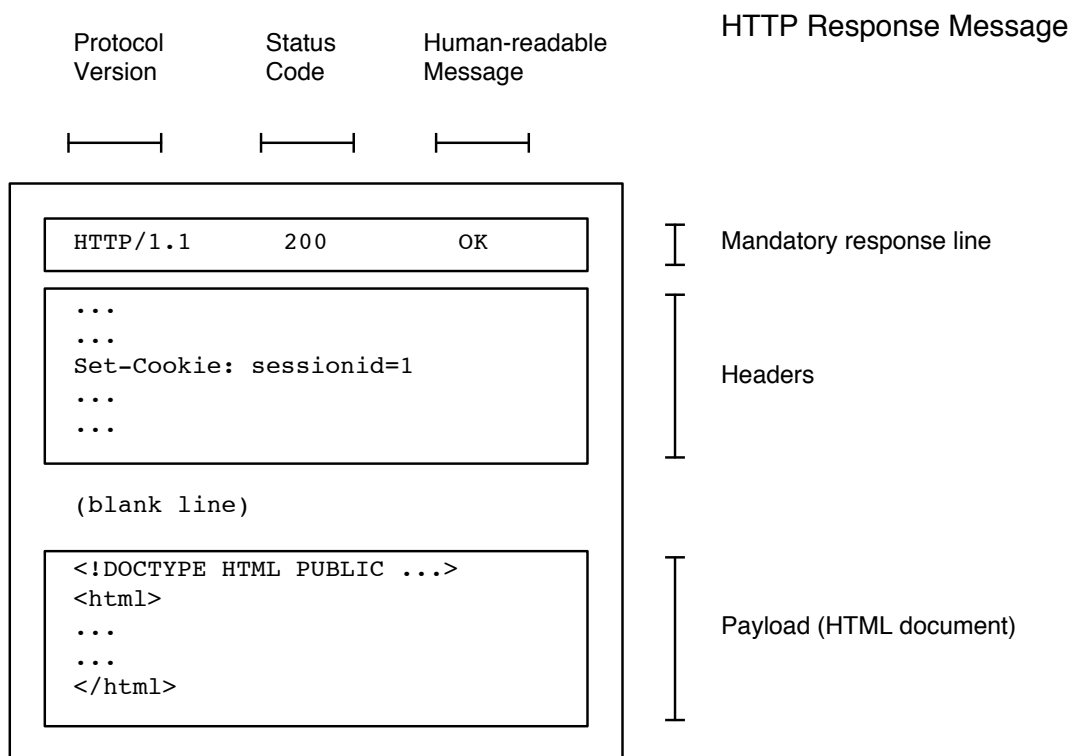 HTTP Response Message
Protocol Version
Status Code
Human-readable Message
HTTP/1.1 200 OK
Mandatory response line
...
...
Set-Cookie: sessionid=1
...
...
Headers
(blank line)
<!DOCTYPE HTML PUBLIC ...>
<html>
...
...
</html>
Payload (HTML document)